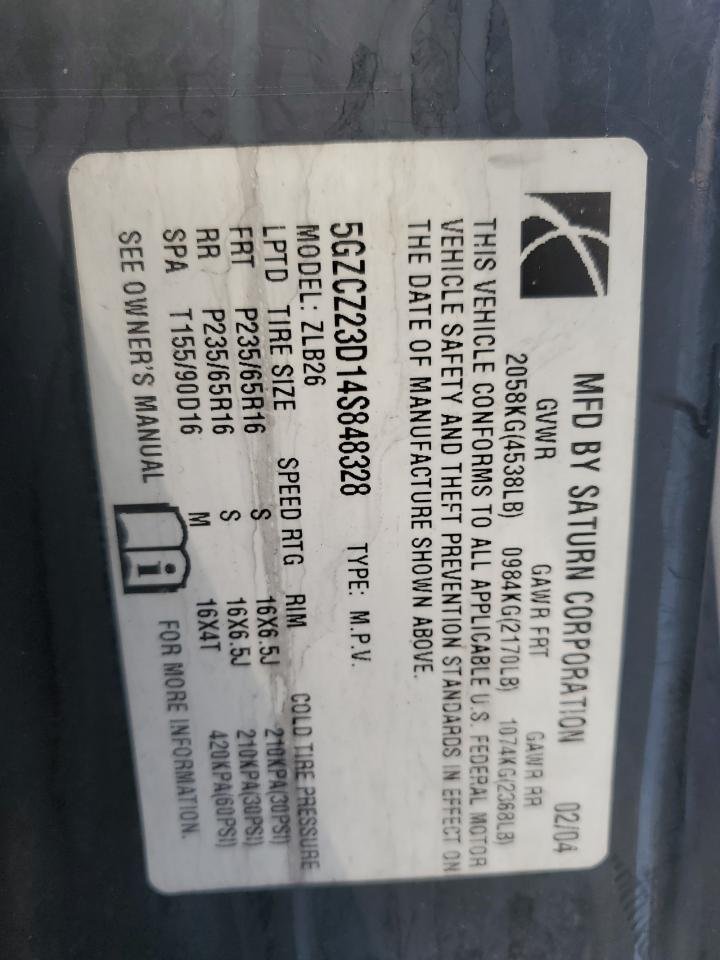 MFD BY SATURN CORPORATION 02/04
GVWR GAWR FRT GAWR RR
2058KG(4538LB) 0984KG(2170LB) 1074KG(2368LB)
THIS VEHICLE CONFORMS TO ALL APPLICABLE U.S. FEDERAL MOTOR
VEHICLE SAFETY AND THEFT PREVENTION STANDARDS IN EFFECT ON
THE DATE OF MANUFACTURE SHOWN ABOVE.
5GZCZ23D14S848328 TYPE: M.P.V.
MODEL: ZLB26
LPTD TIRE SIZE SPEED RTG RIM COLD TIRE PRESSURE
FRT P235/65R16 S 16X6.5J 210KPA(30PSI)
RR P235/65R16 S 16X6.5J 210KPA(30PSI)
SPA T155/90D16 M 16X4T 420KPA(60PSI)
SEE OWNER'S MANUAL i FOR MORE INFORMATION.